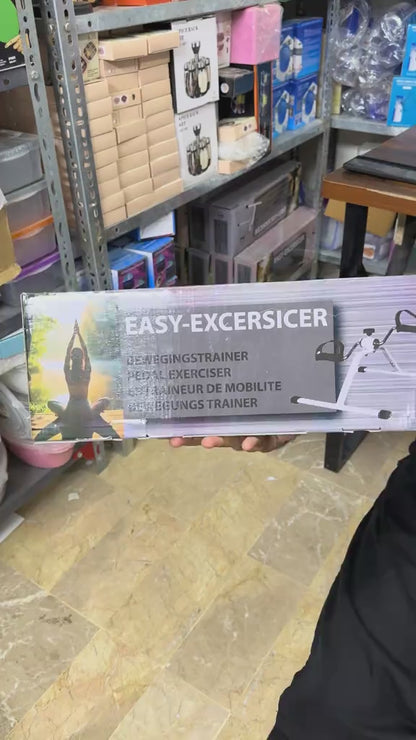 EASY-EXCERSICER
BEWEGINGSTRAINER
PEDAL EXERCISER
ENTRAINEUR DE MOBILITE
BEWEGUNGS TRAINER